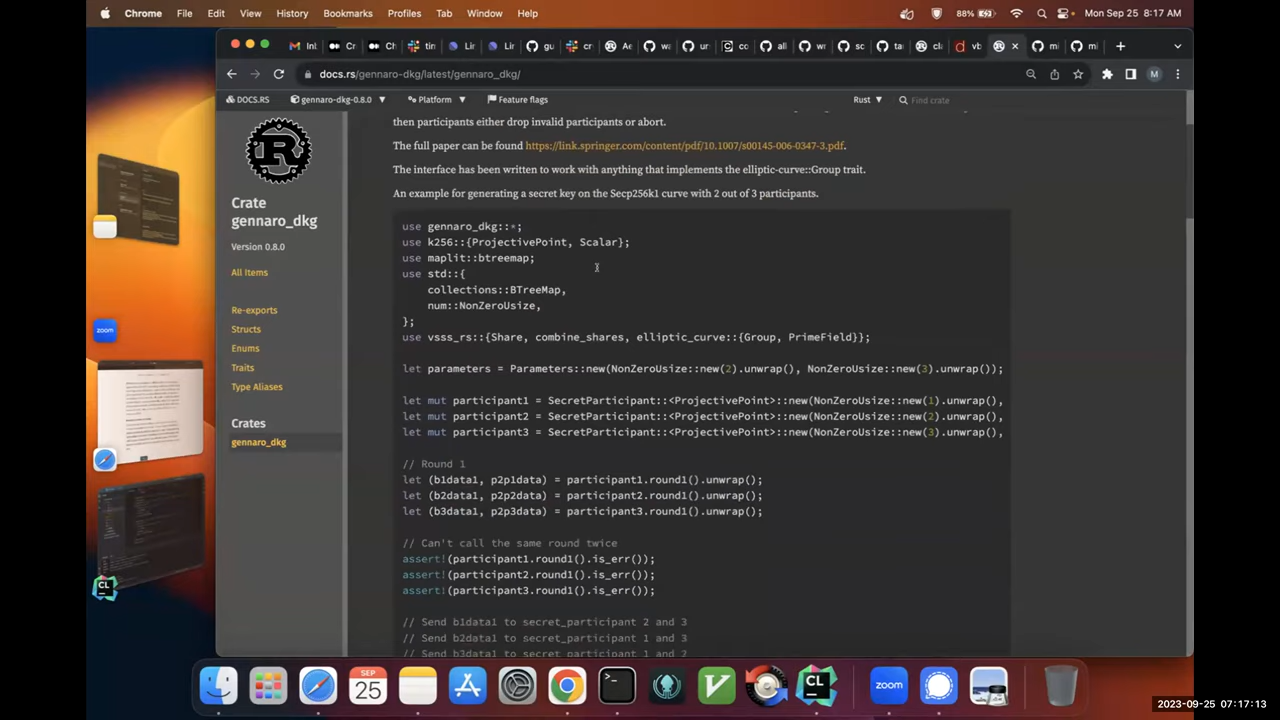 Chrome File Edit View History Bookmarks Profiles Tab Window Help 88% Mon Sep 25 8:17 AM
docs.rs/gennaro-dkg/latest/gennaro_dkg/
DOCS.RS gennaro-dkg-0.8.0 Platform Feature flags Rust Find crate
then participants either drop invalid participants or abort.
The full paper can be found https://link.springer.com/content/pdf/10.1007/s00145-006-0347-3.pdf.
The interface has been written to work with anything that implements the elliptic-curve::Group trait.
An example for generating a secret key on the Secp256k1 curve with 2 out of 3 participants.
Crate
gennaro_dkg
Version 0.8.0
All Items
Re-exports
Structs
Enums
Traits
Type Aliases
Crates
gennaro_dkg
use gennaro_dkg::*;
use k256::{ProjectivePoint, Scalar};
use maplit::btreemap;
use std::{
collections::BTreeMap,
num::NonZeroUsize,
};
use vsss_rs::{Share, combine_shares, elliptic_curve::{Group, PrimeField}};
let parameters = Parameters::new(NonZeroUsize::new(2).unwrap(), NonZeroUsize::new(3).unwrap());
let mut participant1 = SecretParticipant::<ProjectivePoint>::new(NonZeroUsize::new(1).unwrap()
let mut participant2 = SecretParticipant::<ProjectivePoint>::new(NonZeroUsize::new(2).unwrap()
let mut participant3 = SecretParticipant::<ProjectivePoint>::new(NonZeroUsize::new(3).unwrap()
// Round 1
let (b1data1, p2p1data) = participant1.round1().unwrap();
let (b2data1, p2p2data) = participant2.round1().unwrap();
let (b3data1, p2p3data) = participant3.round1().unwrap();
// Can't call the same round twice
assert!(participant1.round1().is_err());
assert!(participant2.round1().is_err());
assert!(participant3.round1().is_err());
// Send b1data1 to secret_participant 2 and 3
// Send b2data1 to secret_participant 1 and 3
// Send b3data1 to secret_participant 1 and 2
zoom
CL
SEP
25
CL
zoom
2023-09-25 07:17:13